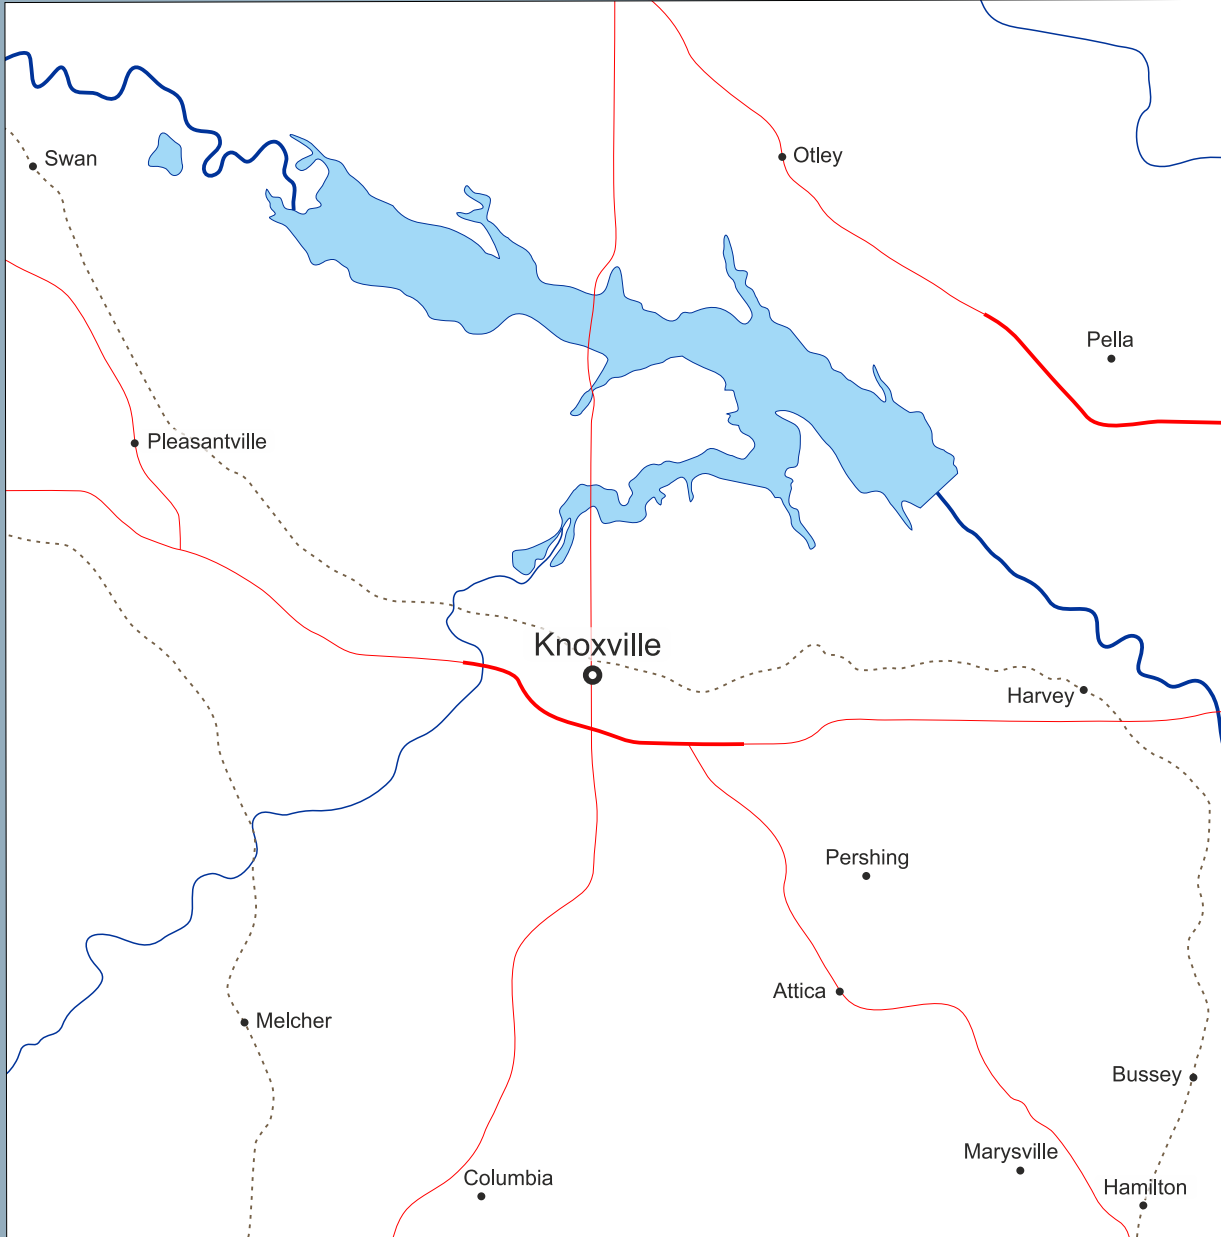 Otley
Swan
Pella
Pleasantville
Knoxville
Harvey
Pershing
Attica
Melcher
Bussey
Marysville
Columbia
Hamilton